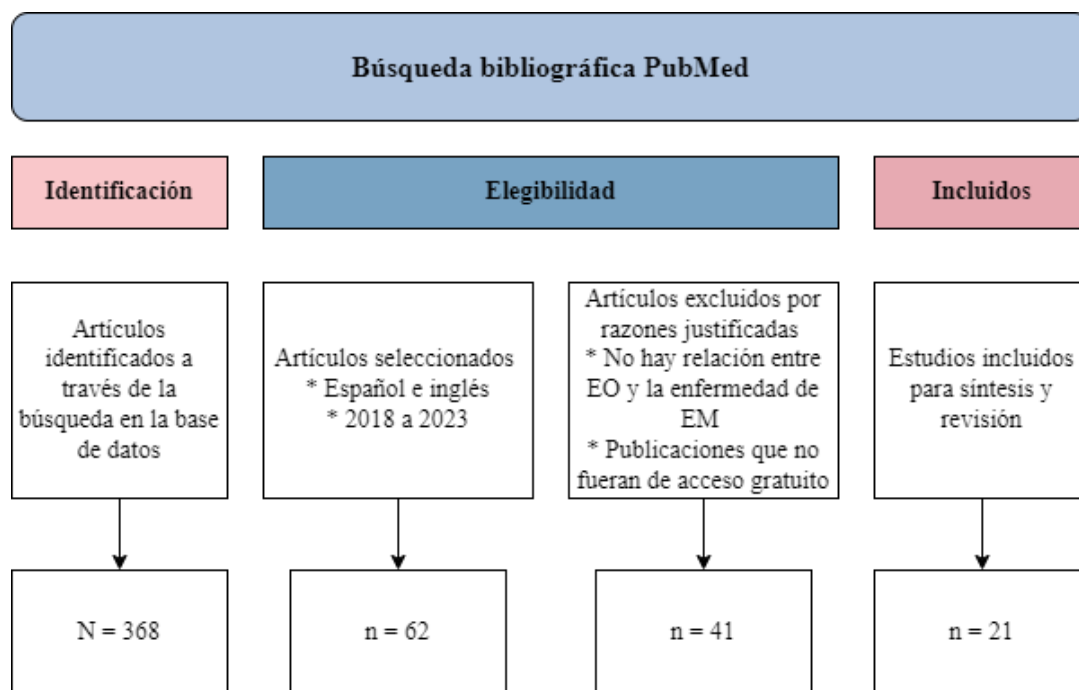 Búsqueda bibliográfica PubMed
Identificación
Elegibilidad
Incluidos
Artículos
identificados a
través de la
búsqueda en la base
de datos
Artículos seleccionados
* Español e inglés
* 2018 a 2023
Artículos excluidos por
razones justificadas
* No hay relación entre
EO y la enfermedad de
EM
* Publicaciones que no
fueran de acceso gratuito
Estudios incluidos
para síntesis y
revisión
N = 368
n = 62
n = 41
n = 21